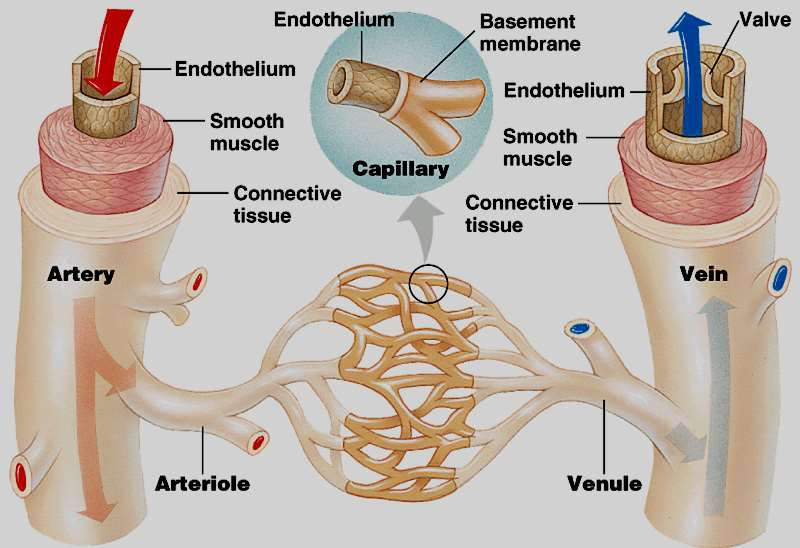 Endothelium
Smooth
muscle
Connective
tissue
Artery
Arteriole
Endothelium
Basement
membrane
Capillary
Valve
Endothelium
Smooth
muscle
Connective
tissue
Vein
Venule